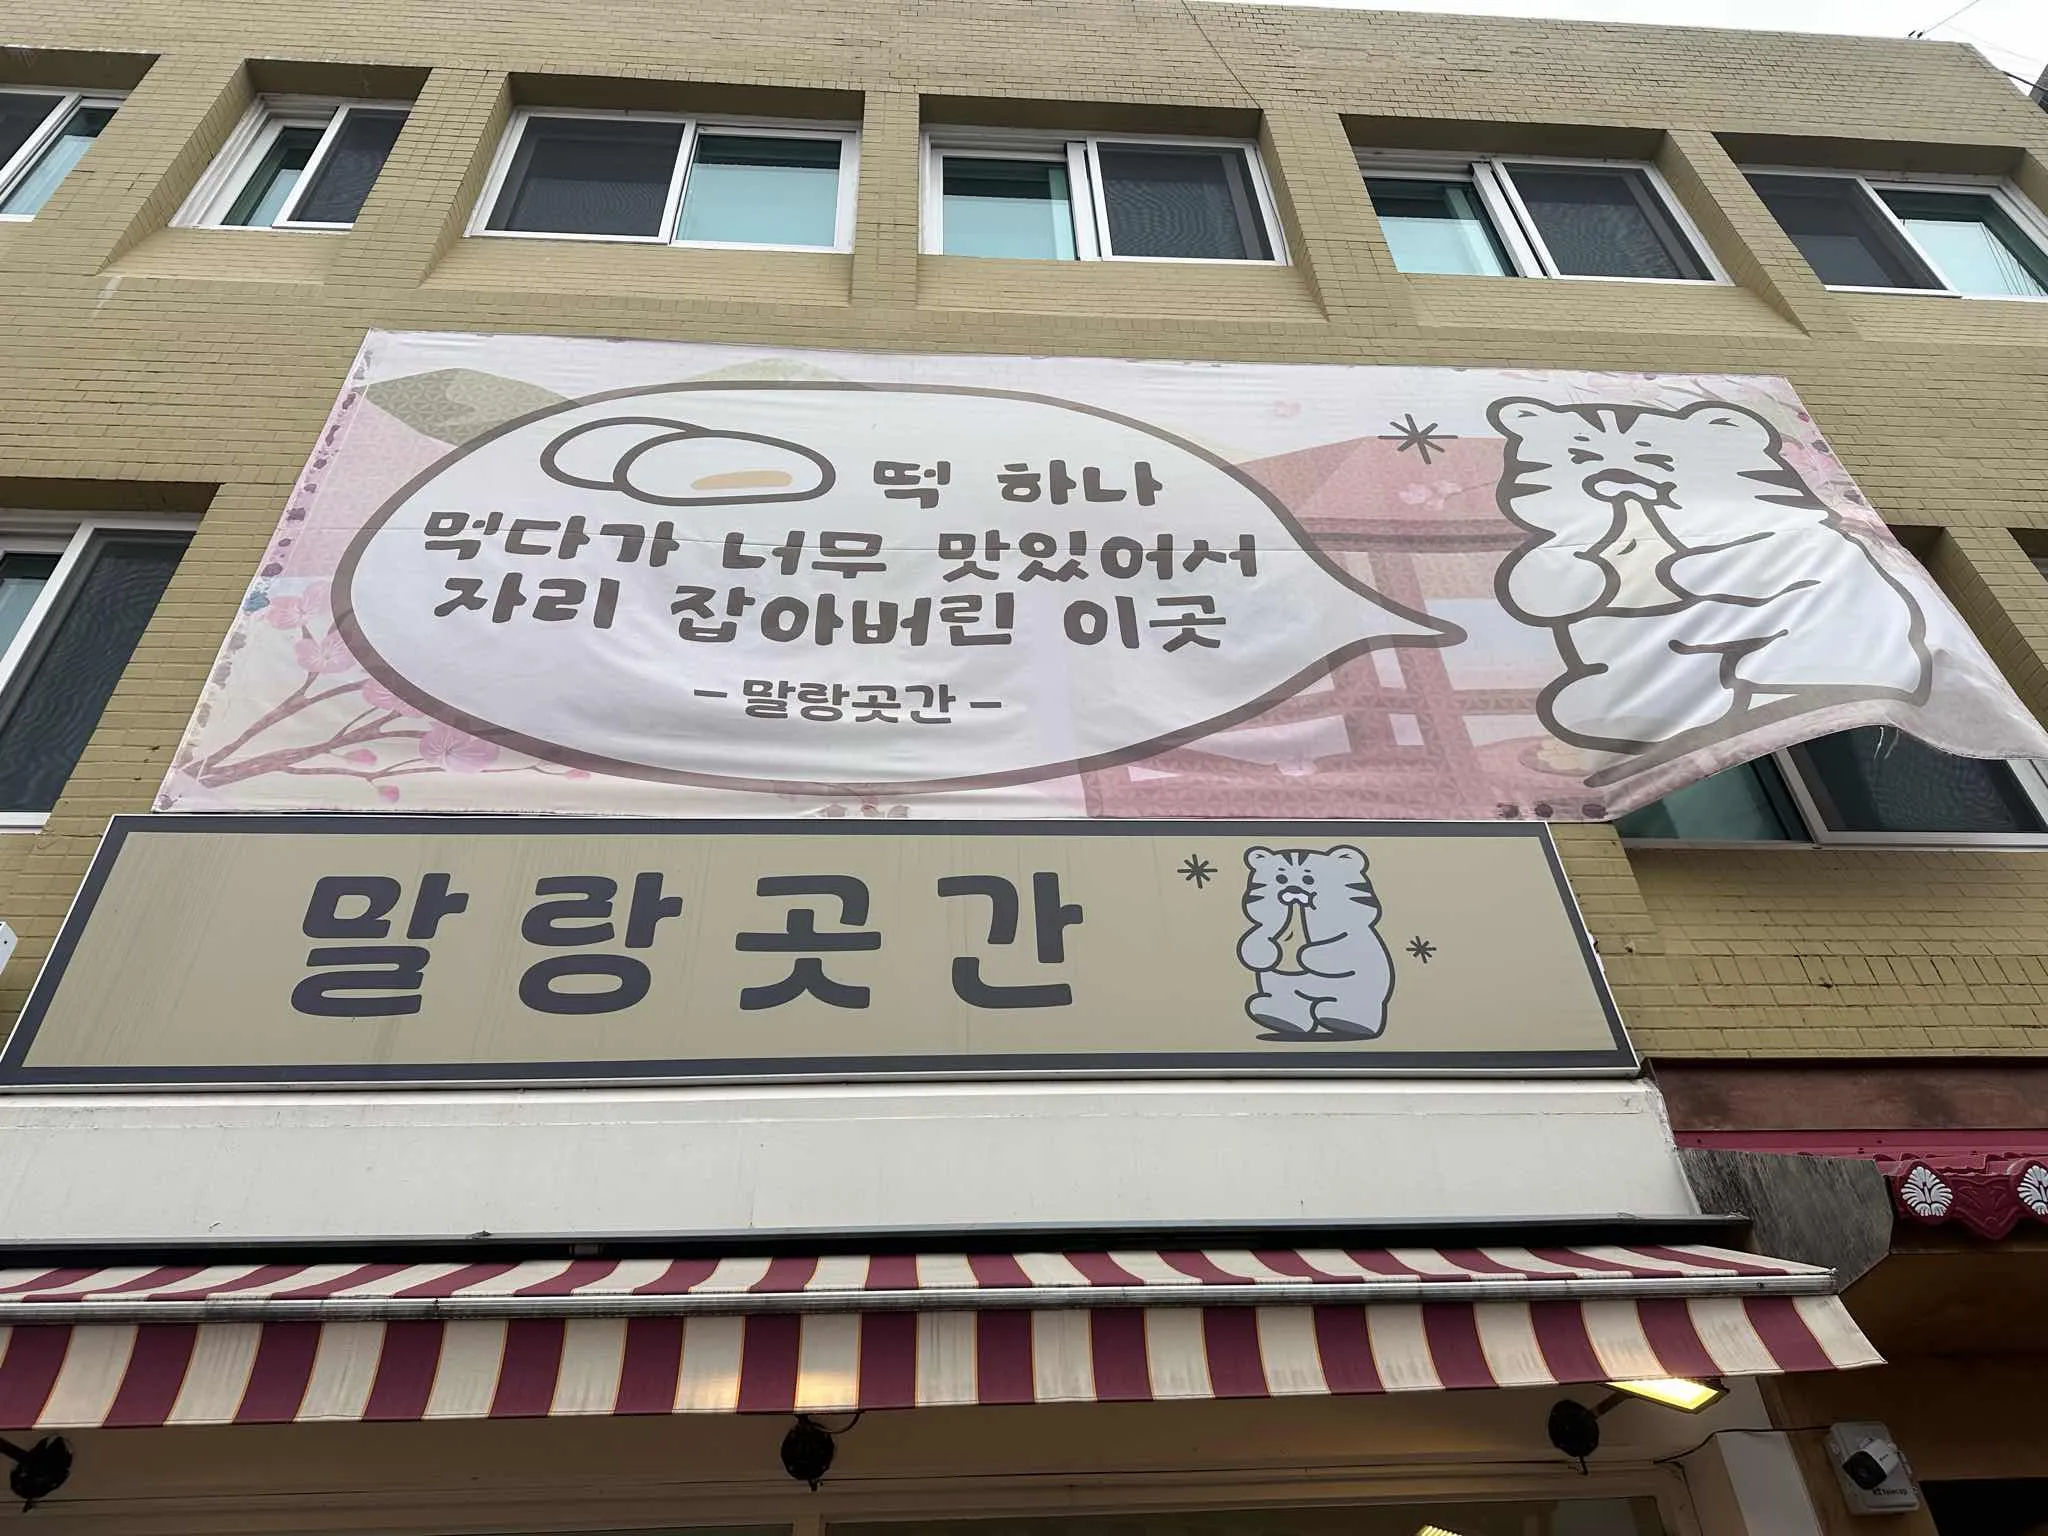 떡 하나
먹다가 너무 맛있어서
자리 잡아버린 이곳
- 말랑곳간 -
말랑곳간